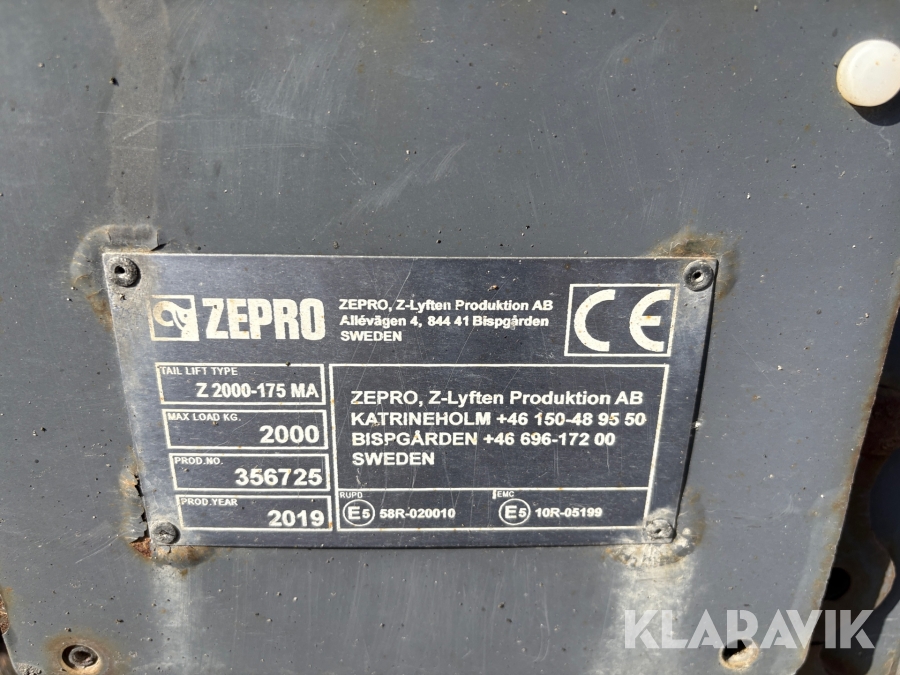 ZEPRO
ZEPRO, Z-Lyften Produktion AB
Allévägen 4, 844 41 Bispgården
SWEDEN
CE
TAIL LIFT TYPE
Z 2000-175 MA
MAX LOAD KG.
2000
PROD.NO.
356725
PROD.YEAR
2019
ZEPRO, Z-Lyften Produktion AB
KATRINEHOLM +46 150-48 95 50
BISPGÅRDEN +46 696-172 00
SWEDEN
RUPD
E5 58R-020010
EMC
E5 10R-05199
KLARAVIK